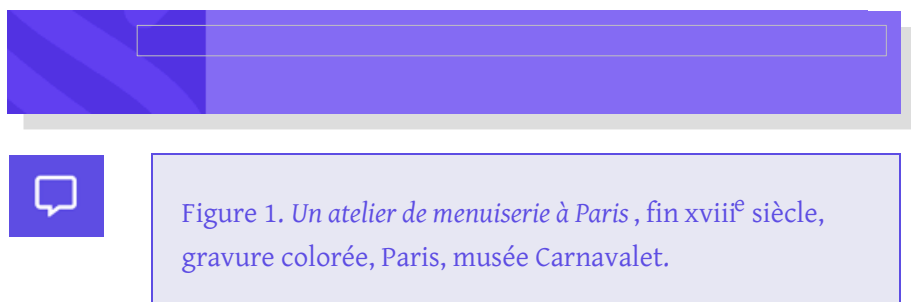 Figure 1. Un atelier de menuiserie à Paris , fin xviiiᵉ siècle,
gravure colorée, Paris, musée Carnavalet.